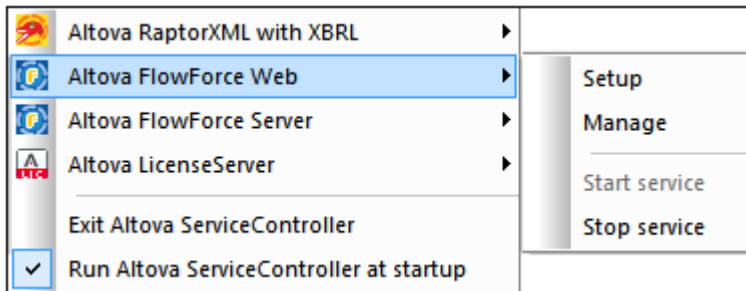 Altova RaptorXML with XBRL
Altova FlowForce Web
Altova FlowForce Server
Altova LicenseServer
A
LIC
Exit Altova ServiceController
Run Altova ServiceController at startup
Setup
Manage
Start service
Stop service